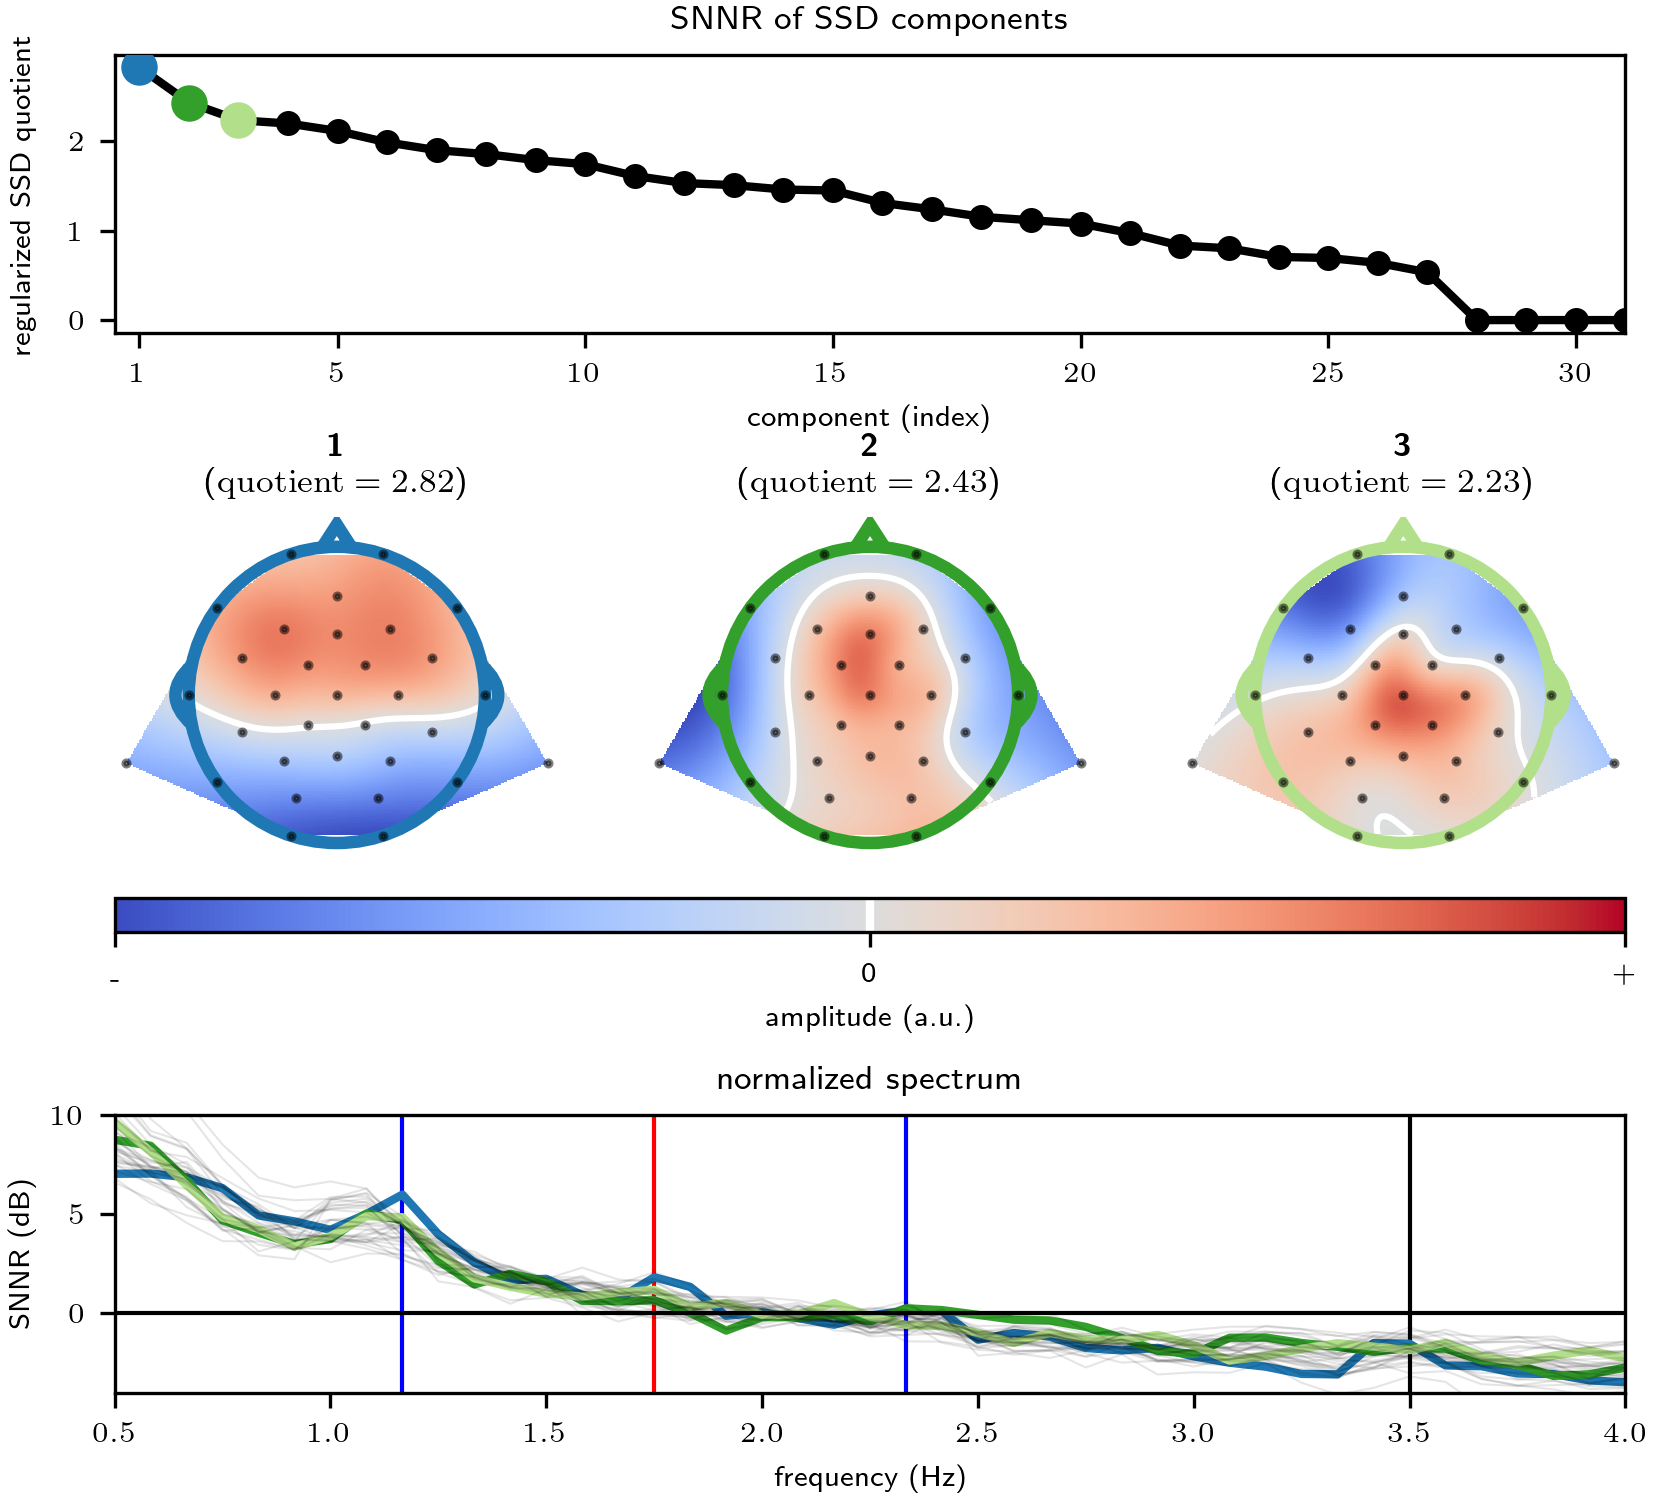 SNNR of SSD components
regularized SSD quotient
2
1
0
1 5 10 15 20 25 30
component (index)
1 2 3
(quotient = 2.82) (quotient = 2.43) (quotient = 2.23)
- 0 +
amplitude (a.u.)
normalized spectrum
SNNR (dB)
10
5
0
0.5 1.0 1.5 2.0 2.5 3.0 3.5 4.0
frequency (Hz)